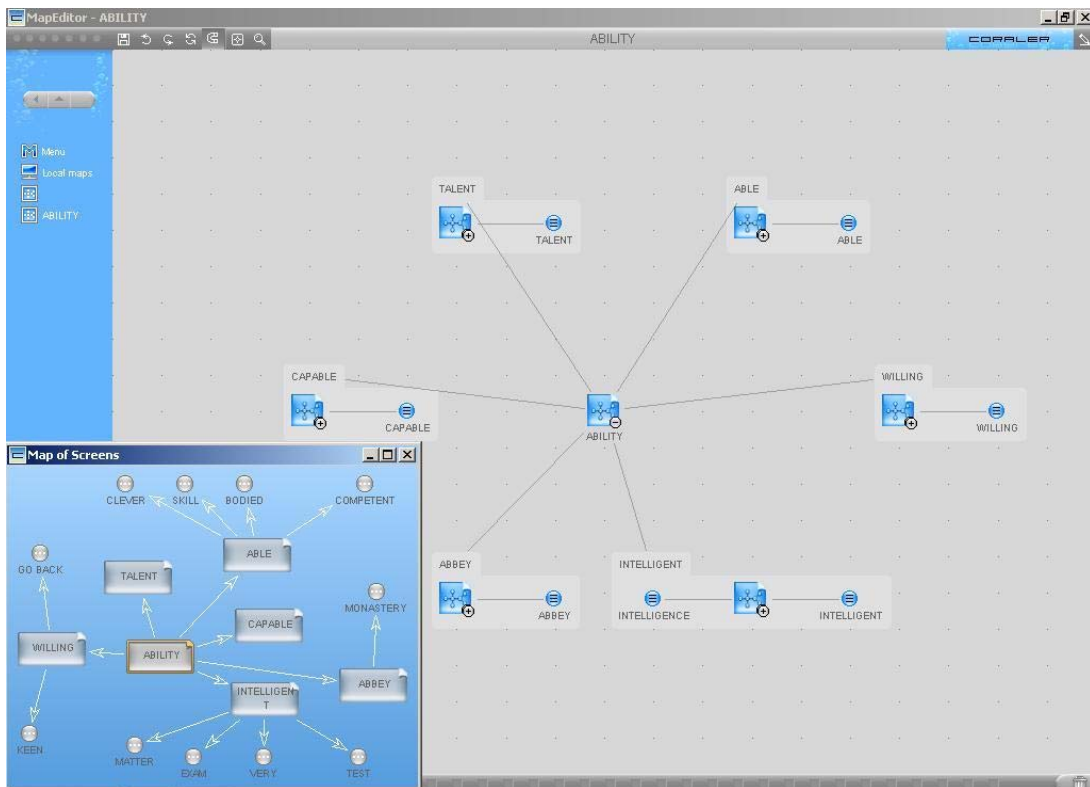 MapEditor - ABILITY
ABILITY
CORALER
Menu
Local maps
ABILITY
TALENT
TALENT
ABLE
ABLE
CAPABLE
CAPABLE
WILLING
WILLING
ABILITY
ABBEY
ABBEY
INTELLIGENT
INTELLIGENCE
INTELLIGENT
Map of Screens
CLEVER
SKILL
BODIED
COMPETENT
GO BACK
TALENT
ABLE
MONASTERY
CAPABLE
WILLING
ABILITY
ABBEY
INTELLIGEN
T
KEEN
MATTER
EXAM
VERY
TEST